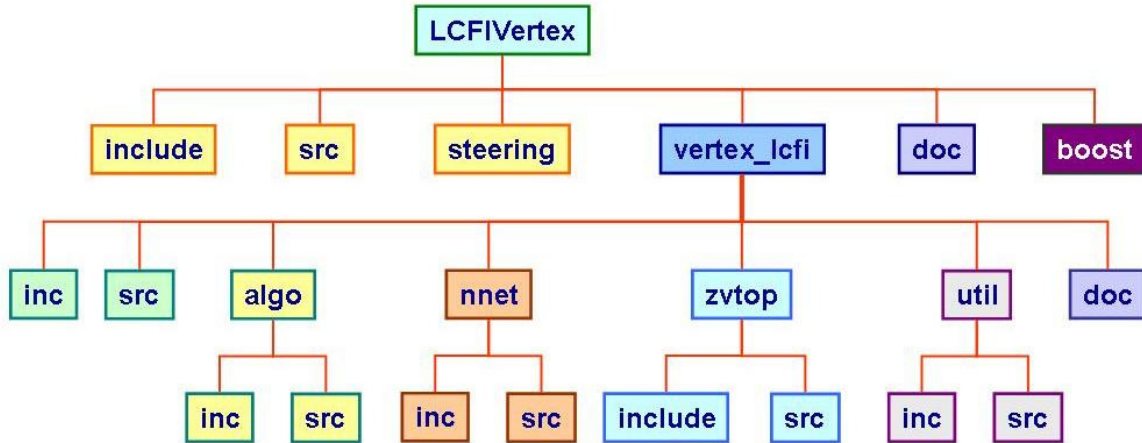 LCFIVertex
include src steering vertex_lcfi doc boost
inc src algo nnet zvtop util doc
inc src inc src include src inc src